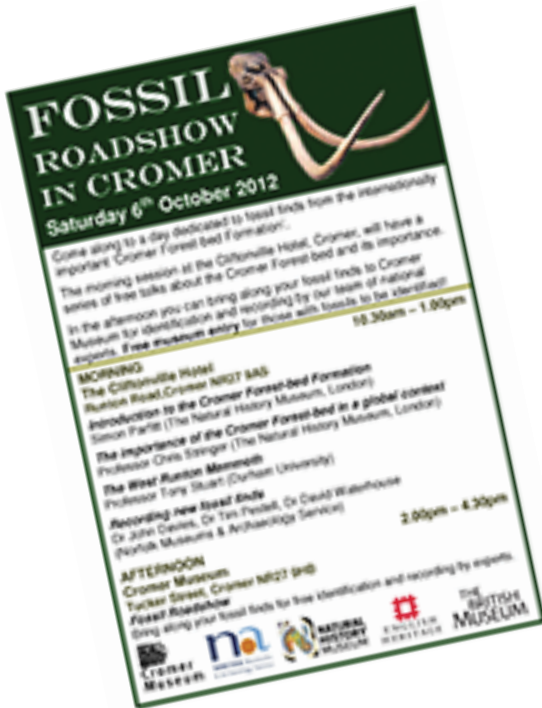 FOSSIL
ROADSHOW
IN CROMER
Saturday 6th October 2012
Come along to a day dedicated to fossil finds from the internationally
important 'Cromer Forest-bed Formation'.
The morning session at the Cliftonville Hotel, Cromer, will have a
series of free talks about the Cromer Forest-bed and its importance.
In the afternoon you can bring along your fossil finds to Cromer
Museum for identification and recording by our team of national
experts. Free museum entry for those with fossils to be identified!
MORNING 10.30am – 1.00pm
The Cliftonville Hotel
Runton Road, Cromer NR27 9AS
Introduction to the Cromer Forest-bed Formation
Simon Parfitt (The Natural History Museum, London)
The importance of the Cromer Forest-bed in a global context
Professor Chris Stringer (The Natural History Museum, London)
The West Runton Mammoth
Professor Tony Stuart (Durham University)
Recording new fossil finds
Dr John Davies, Dr Tim Pestell, Dr David Waterhouse
(Norfolk Museums & Archaeology Service)
AFTERNOON 2.00pm – 4.30pm
Cromer Museum
Tucker Street, Cromer NR27 9HB
Fossil Roadshow
Bring along your fossil finds for free identification and recording by experts.
Cromer
Museum
NATURAL
HISTORY
MUSEUM
ENGLISH
HERITAGE
THE
BRITISH
MUSEUM